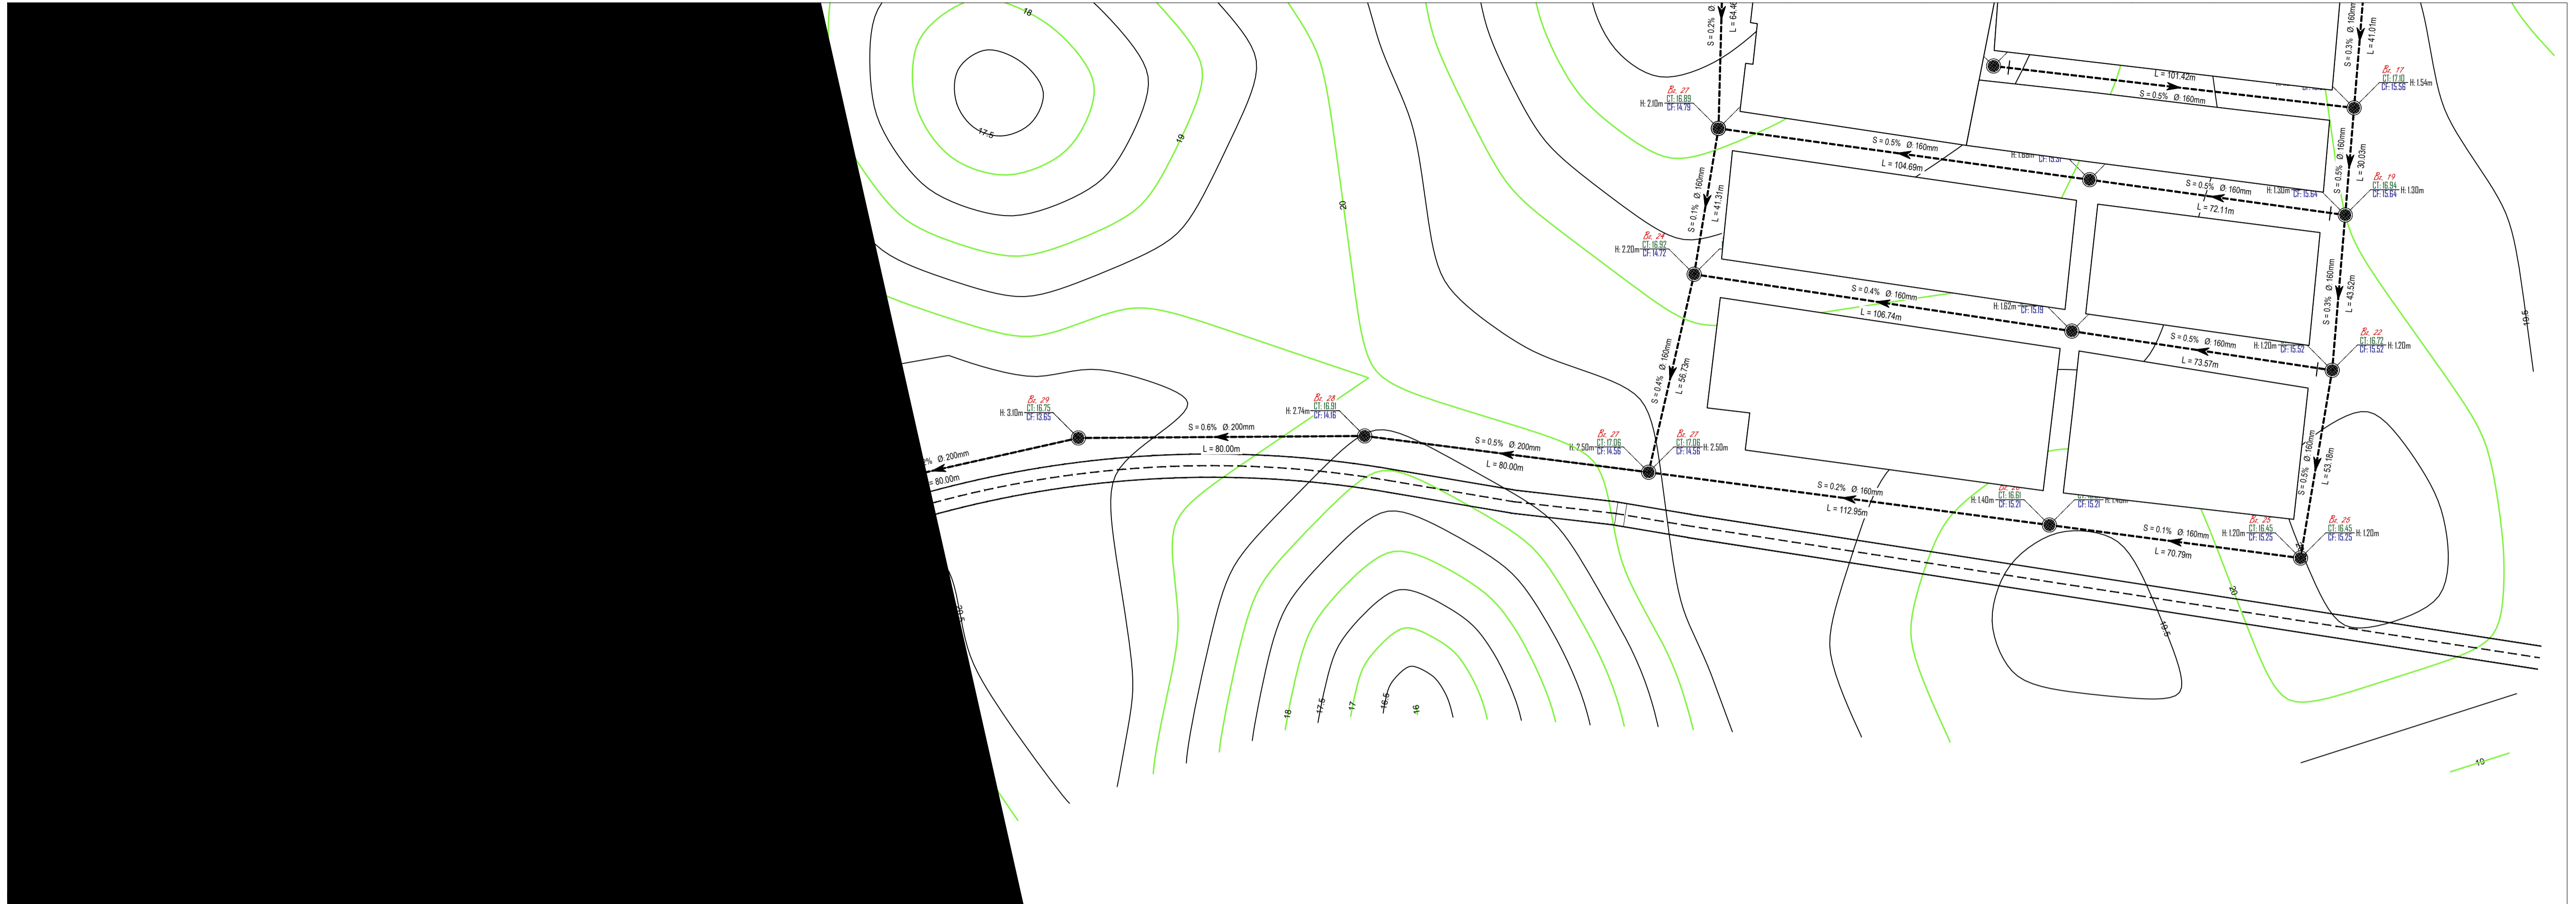 18
17.5
19
20
S = 0.2% Ø
L = 64.4
Bz. 27
H: 2.10m CT: 16.89
CF: 14.79
S = 0.1% Ø: 160mm
L = 41.31m
Bz. 24
H: 2.20m CT: 16.92
CF: 14.72
S = 0.4% Ø: 160mm
L = 56.73m
L = 101.42m
S = 0.5% Ø: 160mm
S = 0.3% Ø: 160mm
L = 41.01m
Bz. 17
CT: 17.10 H: 1.54m
CF: 15.56
S = 0.5% Ø: 160mm
L = 104.69m
S = 0.5% Ø: 160mm
L = 72.11m
S = 0.5% Ø: 160mm
L = 30.03m
H: 1.30m CF: 15.64
Bz. 19
CT: 16.94 H: 1.30m
CF: 15.64
S = 0.4% Ø: 160mm
L = 106.74m
H: 1.62m CF: 15.19
S = 0.5% Ø: 160mm
L = 73.57m
S = 0.3% Ø: 160mm
L = 43.52m
H: 1.20m CF: 15.52
Bz. 22
CT: 16.72 H: 1.20m
CF: 15.52
19.5
Bz. 29
H: 3.10m CT: 16.75
CF: 13.65
% Ø: 200mm
= 80.00m
S = 0.6% Ø: 200mm
L = 80.00m
Bz. 28
H: 2.74m CT: 16.91
CF: 14.16
S = 0.5% Ø: 200mm
L = 80.00m
Bz. 27
H: 2.50m CT: 17.06
CF: 14.56
Bz. 27
CT: 17.06 H: 2.50m
CF: 14.56
S = 0.2% Ø: 160mm
L = 112.95m
H: 1.40m CT: 16.61
CF: 15.21
CF: 15.21
S = 0.1% Ø: 160mm
L = 70.79m
S = 0.5% Ø: 160mm
L = 53.18m
Bz. 25
H: 1.20m CT: 16.45
CF: 15.25
Bz. 25
CT: 16.45 H: 1.20m
CF: 15.25
20.5
20
19.5
18
17.5
17
16.5
16
19